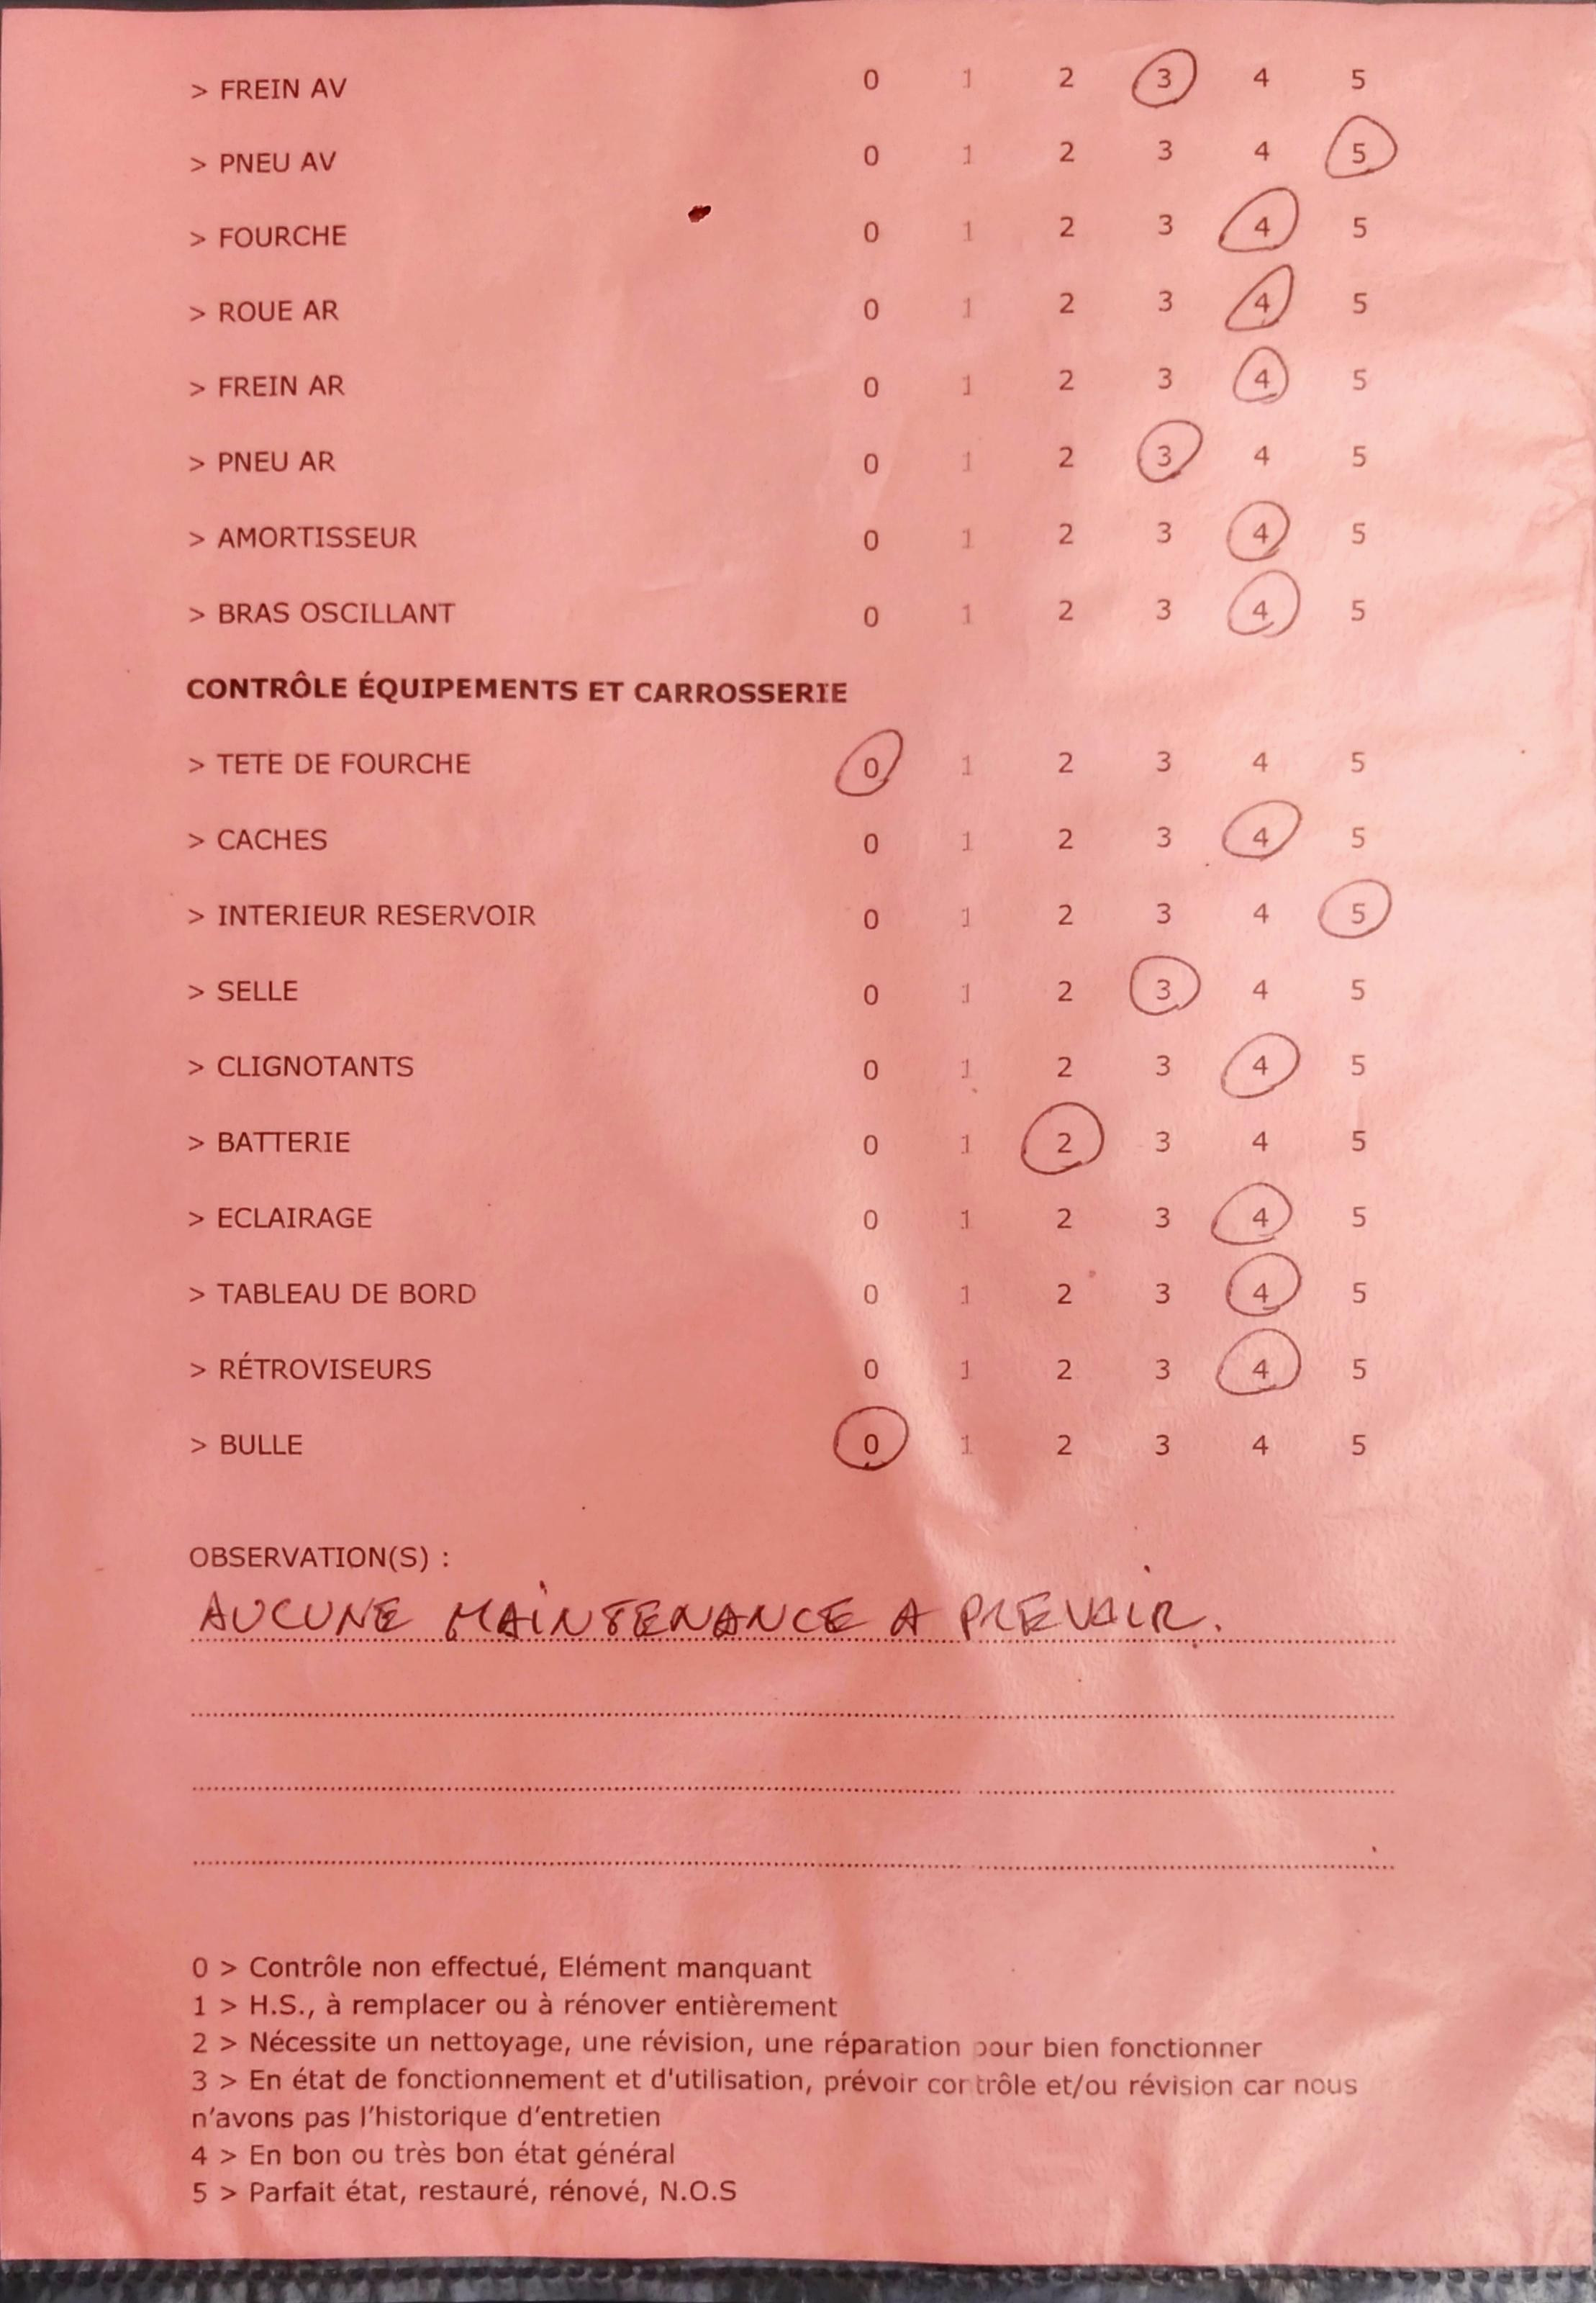 > FREIN AV 0 1 2 3 4 5
> PNEU AV 0 1 2 3 4 5
> FOURCHE 0 1 2 3 4 5
> ROUE AR 0 1 2 3 4 5
> FREIN AR 0 1 2 3 4 5
> PNEU AR 0 1 2 3 4 5
> AMORTISSEUR 0 1 2 3 4 5
> BRAS OSCILLANT 0 1 2 3 4 5
CONTRÔLE ÉQUIPEMENTS ET CARROSSERIE
> TETE DE FOURCHE 0 1 2 3 4 5
> CACHES 0 1 2 3 4 5
> INTERIEUR RESERVOIR 0 1 2 3 4 5
> SELLE 0 1 2 3 4 5
> CLIGNOTANTS 0 1 2 3 4 5
> BATTERIE 0 1 2 3 4 5
> ECLAIRAGE 0 1 2 3 4 5
> TABLEAU DE BORD 0 1 2 3 4 5
> RÉTROVISEURS 0 1 2 3 4 5
> BULLE 0 1 2 3 4 5
OBSERVATION(S) :
AUCUNE MAINTENANCE A PREVOIR.
0 > Contrôle non effectué, Elément manquant
1 > H.S., à remplacer ou à rénover entièrement
2 > Nécessite un nettoyage, une révision, une réparation pour bien fonctionner
3 > En état de fonctionnement et d'utilisation, prévoir contrôle et/ou révision car nous
n'avons pas l'historique d'entretien
4 > En bon ou très bon état général
5 > Parfait état, restauré, rénové, N.O.S